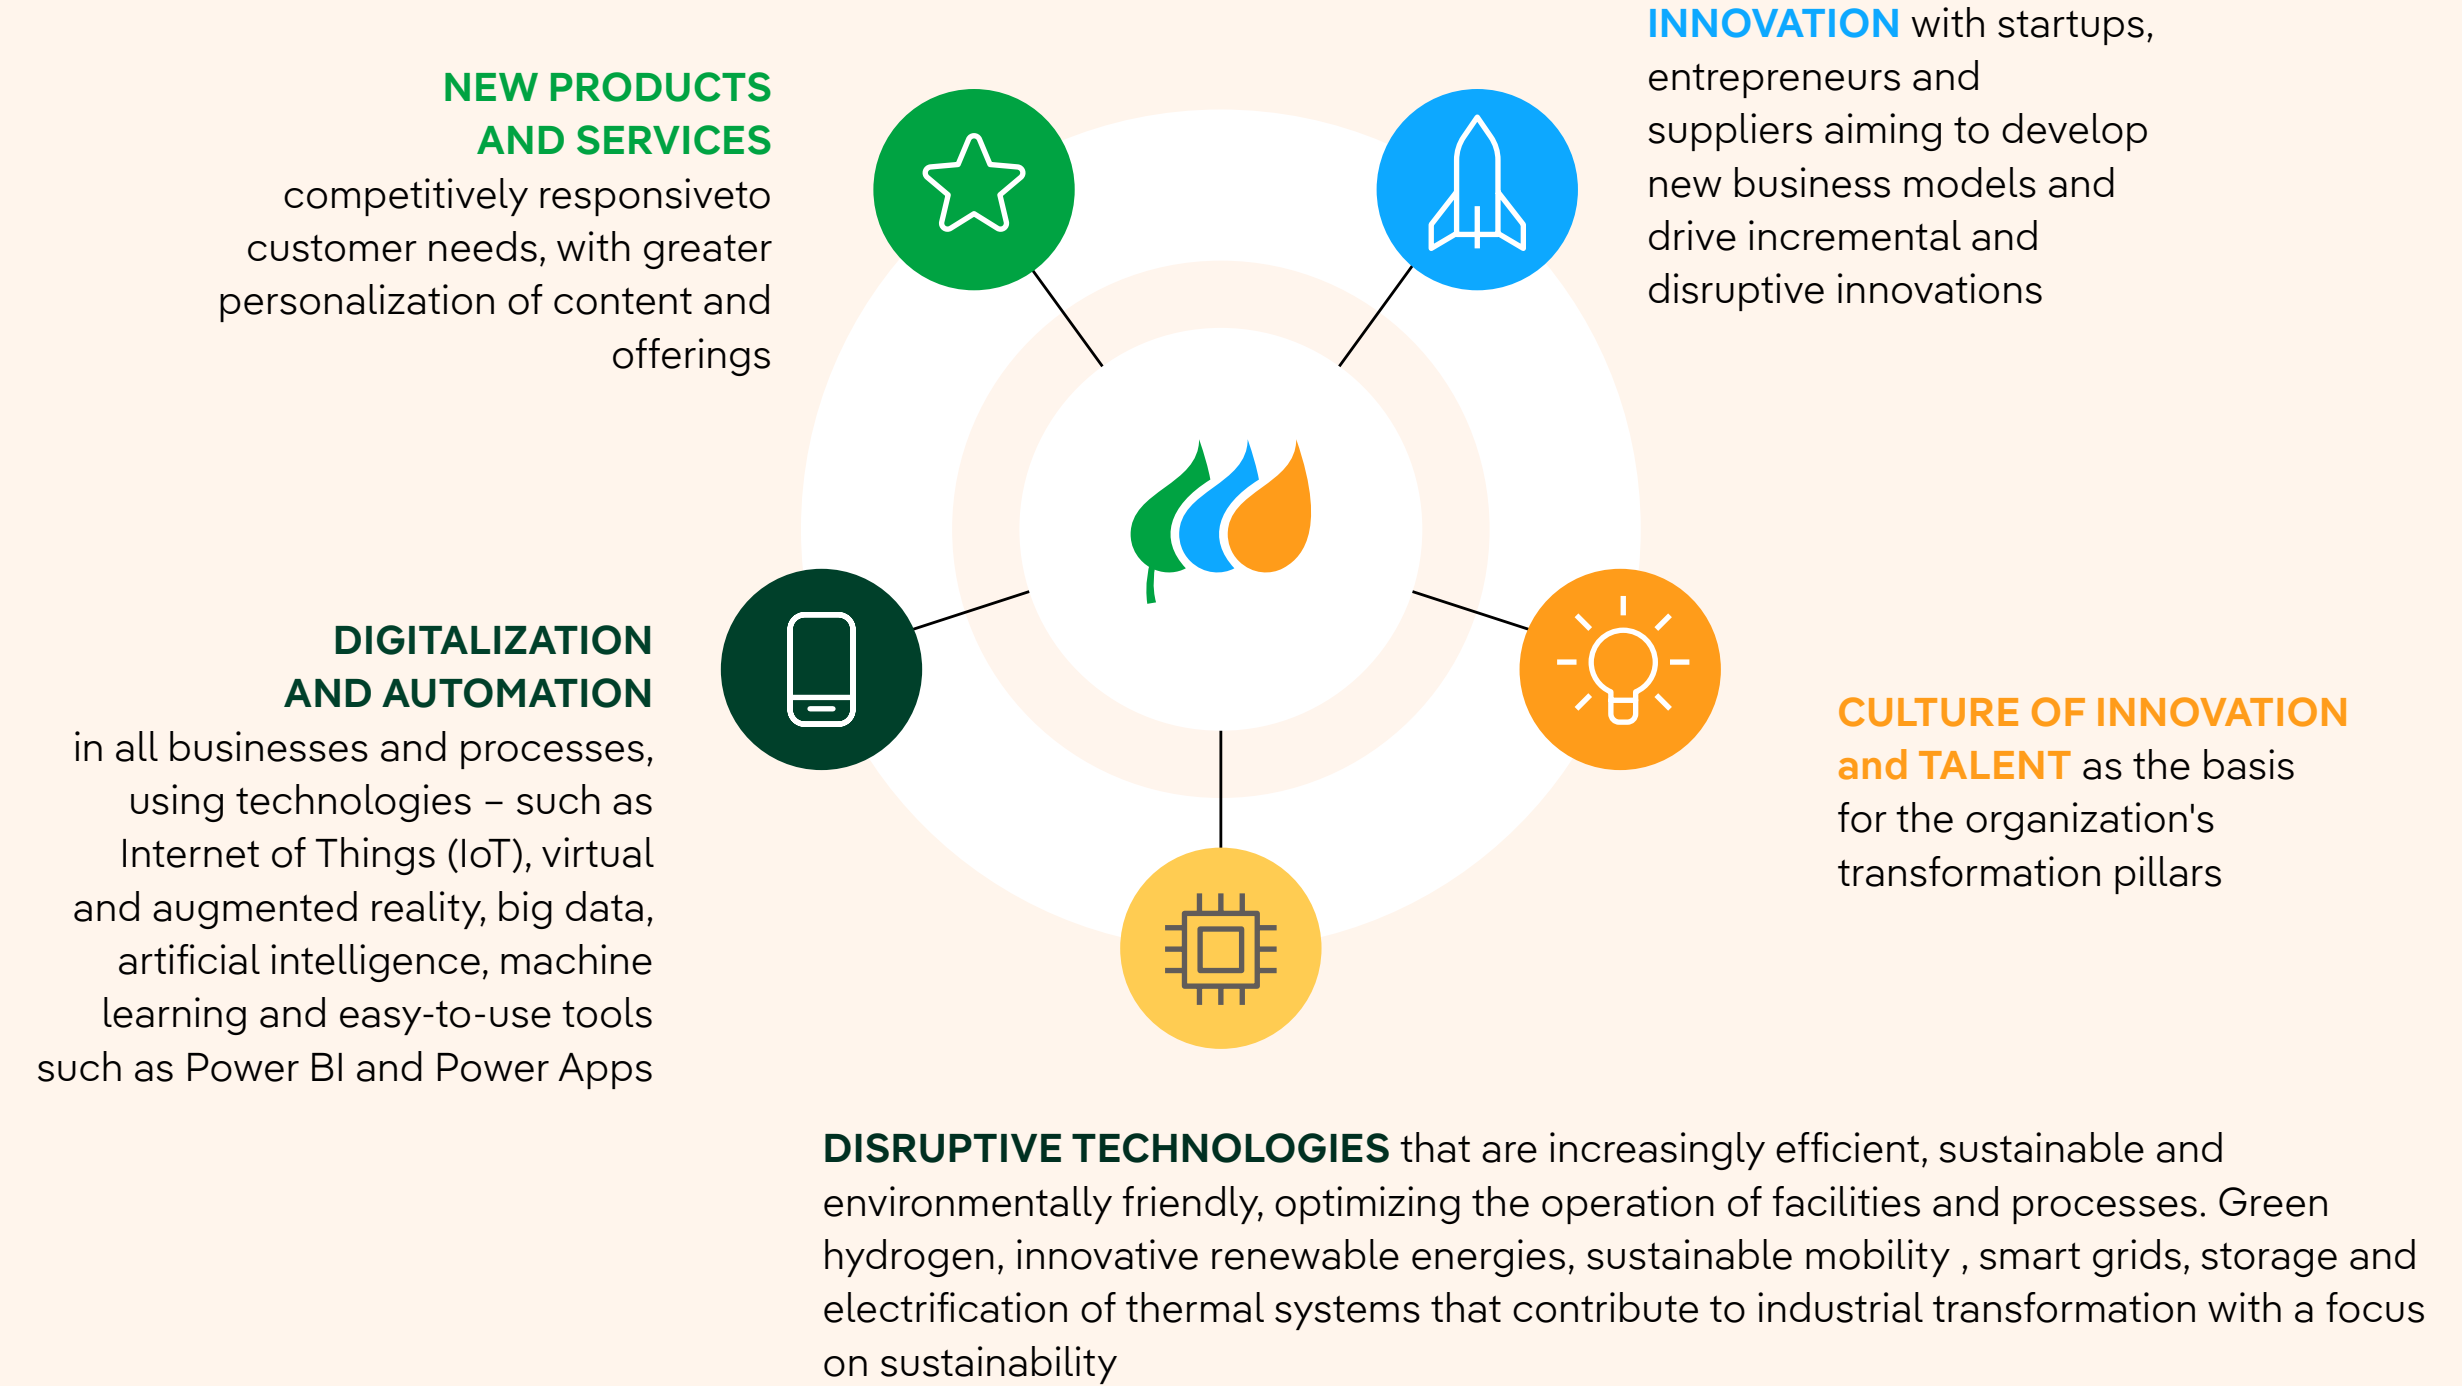 NEW PRODUCTS
AND SERVICES
competitively responsiveto
customer needs, with greater
personalization of content and
offerings
INNOVATION with startups,
entrepreneurs and
suppliers aiming to develop
new business models and
drive incremental and
disruptive innovations
DIGITALIZATION
AND AUTOMATION
in all businesses and processes,
using technologies – such as
Internet of Things (IoT), virtual
and augmented reality, big data,
artificial intelligence, machine
learning and easy-to-use tools
such as Power BI and Power Apps
CULTURE OF INNOVATION
and TALENT as the basis
for the organization's
transformation pillars
DISRUPTIVE TECHNOLOGIES that are increasingly efficient, sustainable and
environmentally friendly, optimizing the operation of facilities and processes. Green
hydrogen, innovative renewable energies, sustainable mobility , smart grids, storage and
electrification of thermal systems that contribute to industrial transformation with a focus
on sustainability